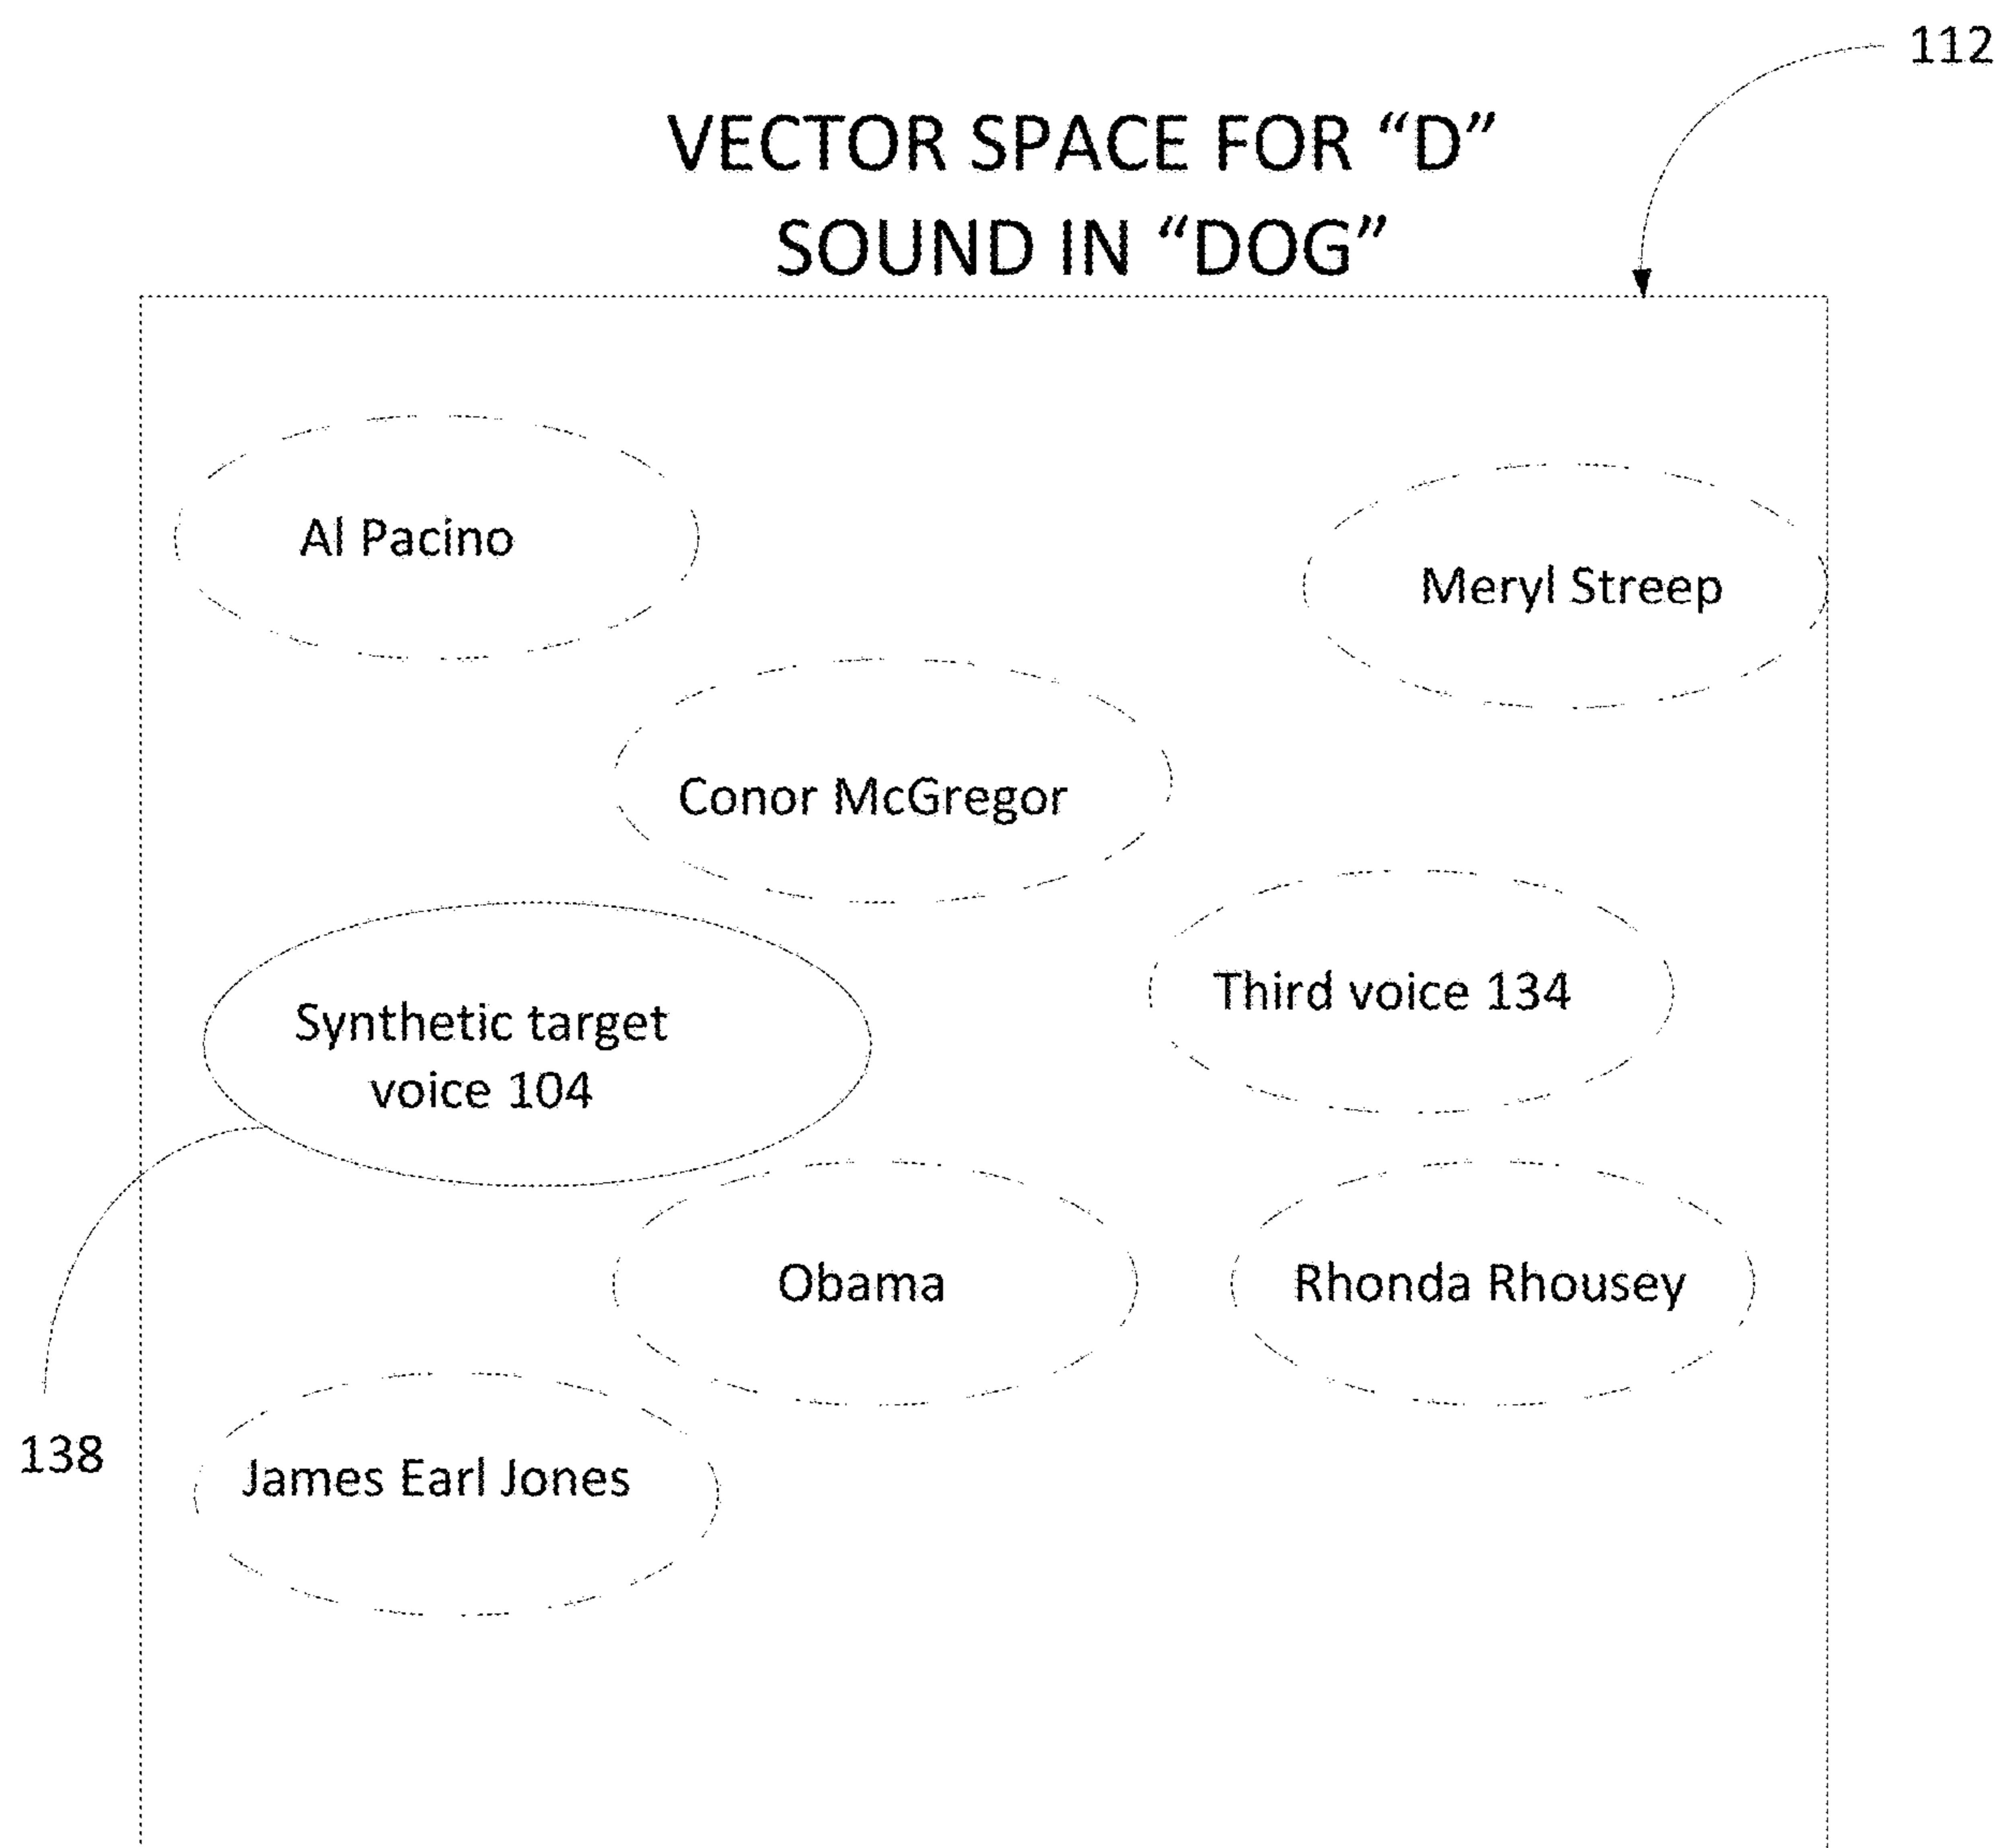 112
VECTOR SPACE FOR “D”
SOUND IN “DOG”
Al Pacino
Meryl Streep
Conor McGregor
Third voice 134
Synthetic target
voice 104
Obama
Rhonda Rhousey
138
James Earl Jones